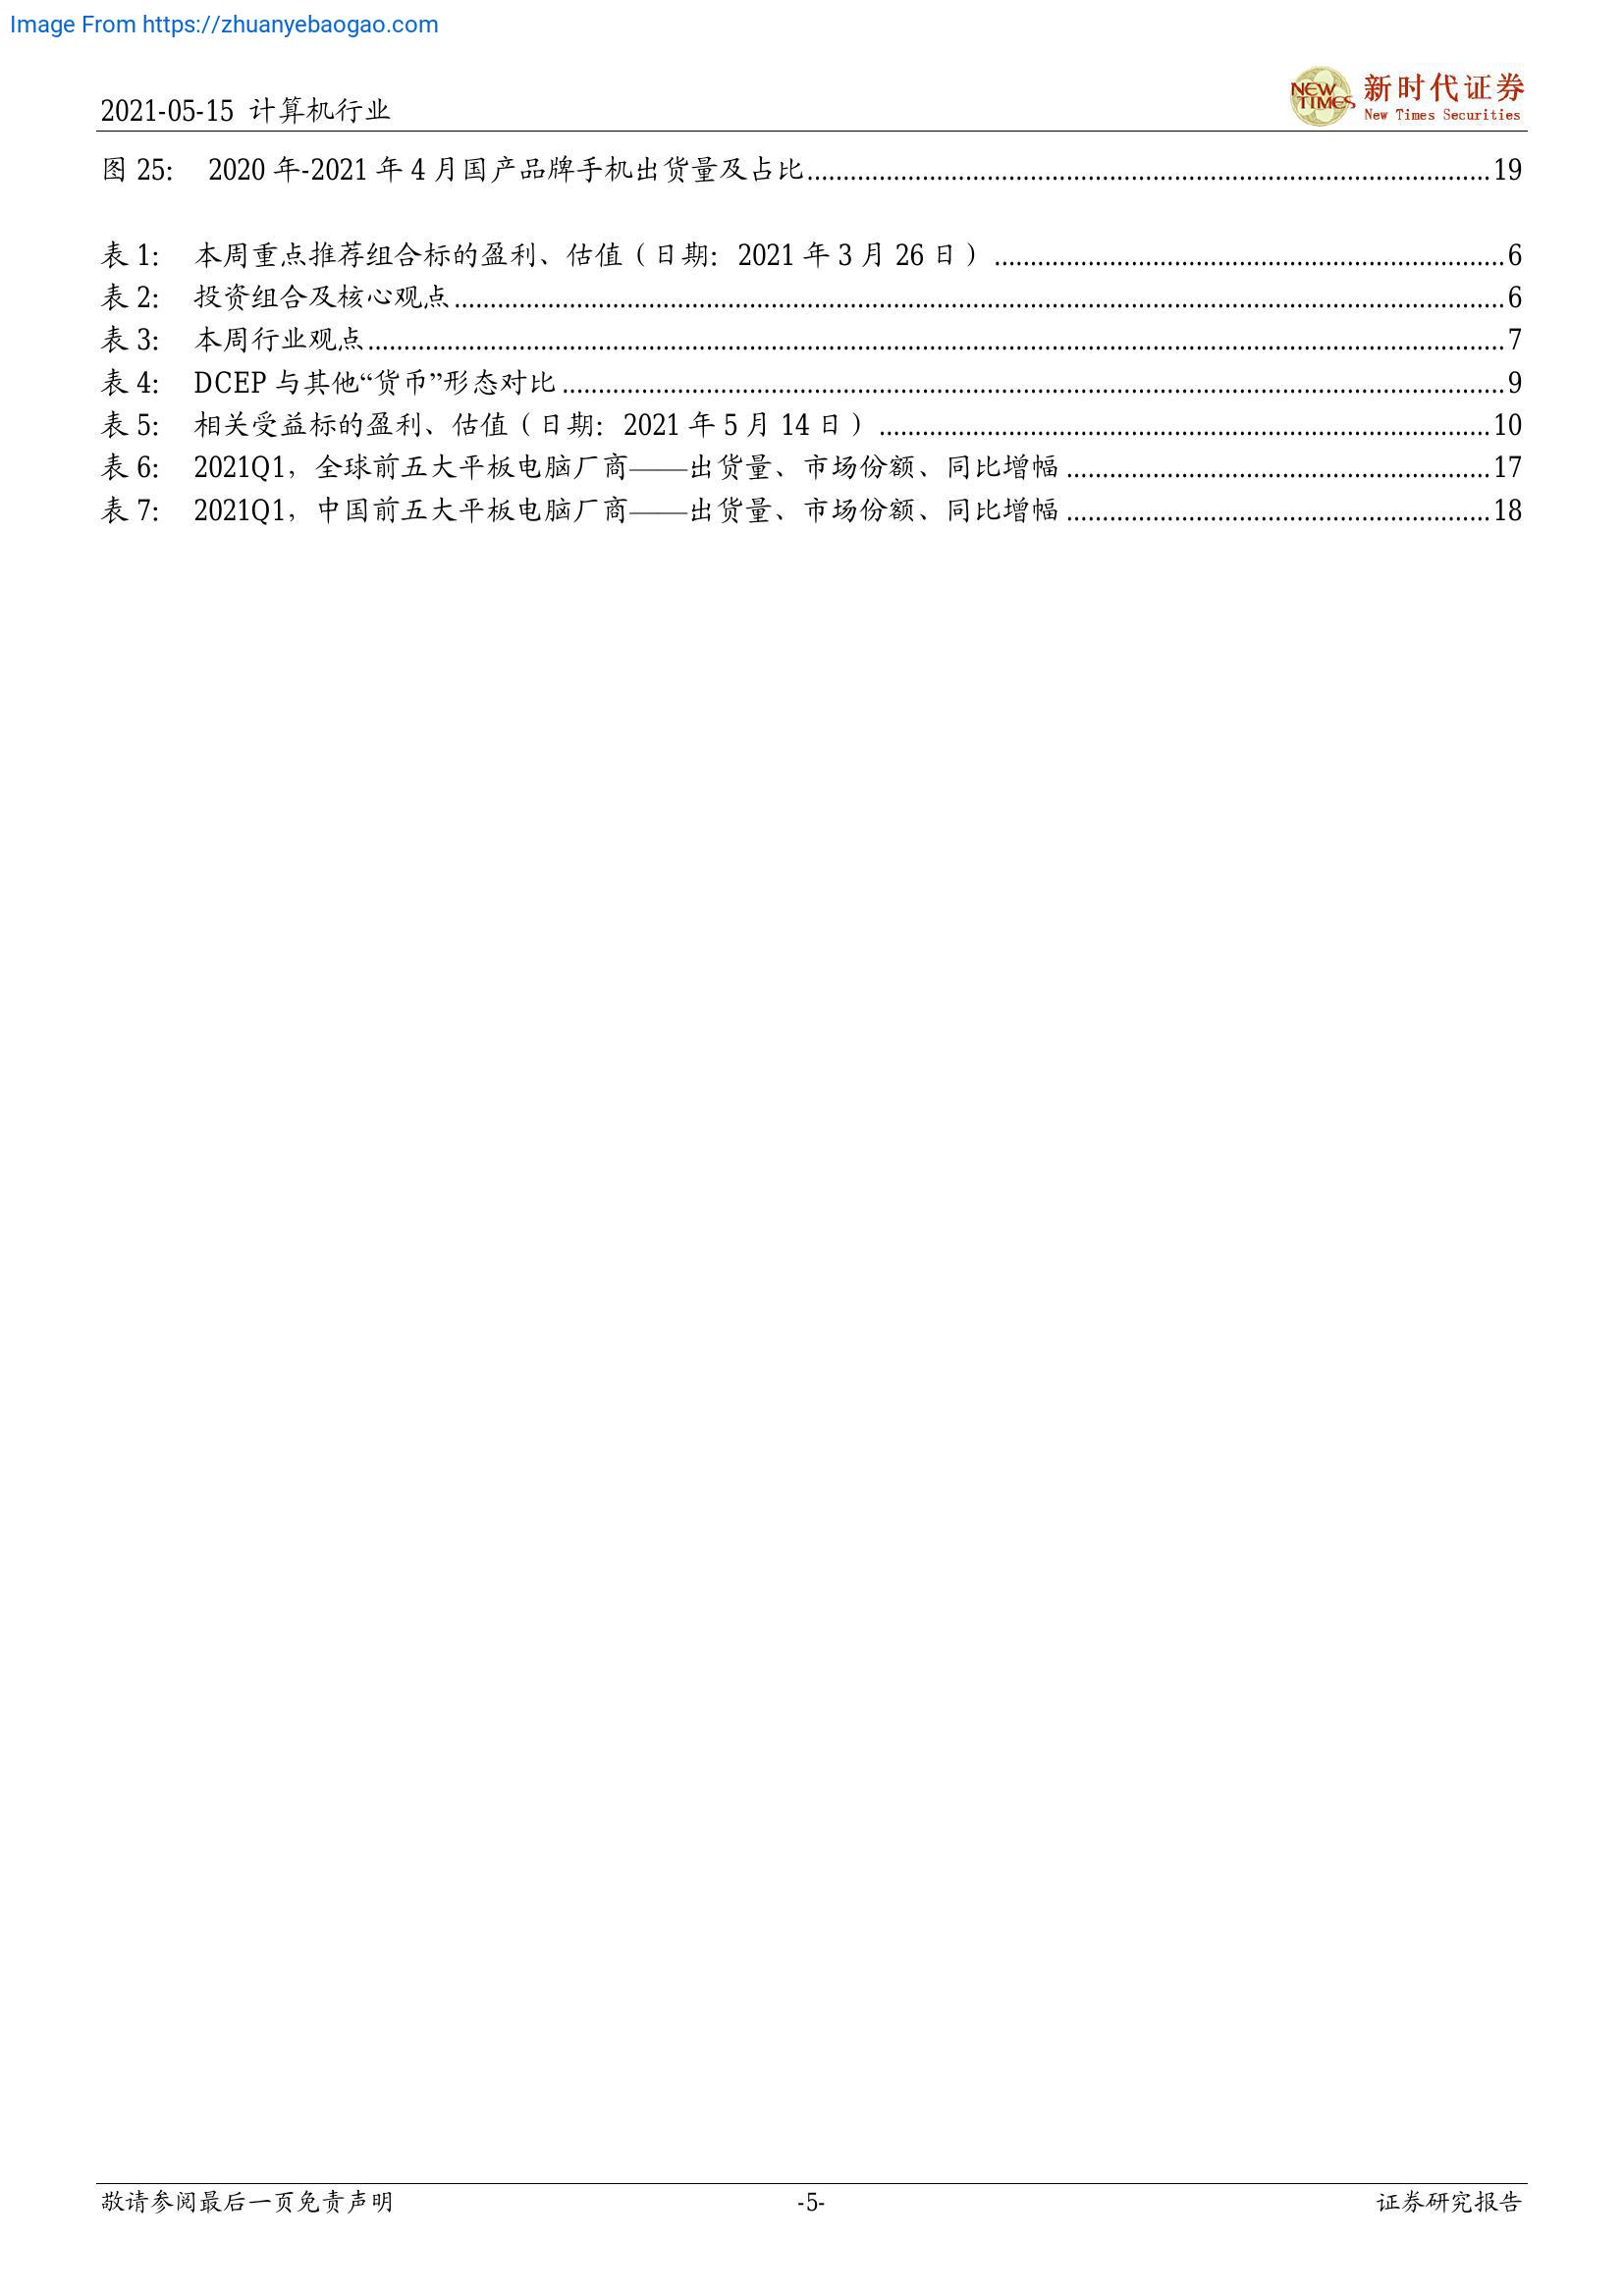 Image From https://zhuanyebaogao.com
2021-05-15 计算机行业
NEW TIMES 新时代证券
New Times Securities
图 25: 2020 年-2021 年 4 月国产品牌手机出货量及占比........................................19
表 1: 本周重点推荐组合标的盈利、估值（日期: 2021 年 3 月 26 日）........................................6
表 2: 投资组合及核心观点........................................6
表 3: 本周行业观点........................................7
表 4: DCEP 与其他“货币”形态对比........................................9
表 5: 相关受益标的盈利、估值（日期: 2021 年 5 月 14 日）........................................10
表 6: 2021Q1，全球前五大平板电脑厂商——出货量、市场份额、同比增幅........................................17
表 7: 2021Q1，中国前五大平板电脑厂商——出货量、市场份额、同比增幅........................................18
敬请参阅最后一页免责声明 -5- 证券研究报告